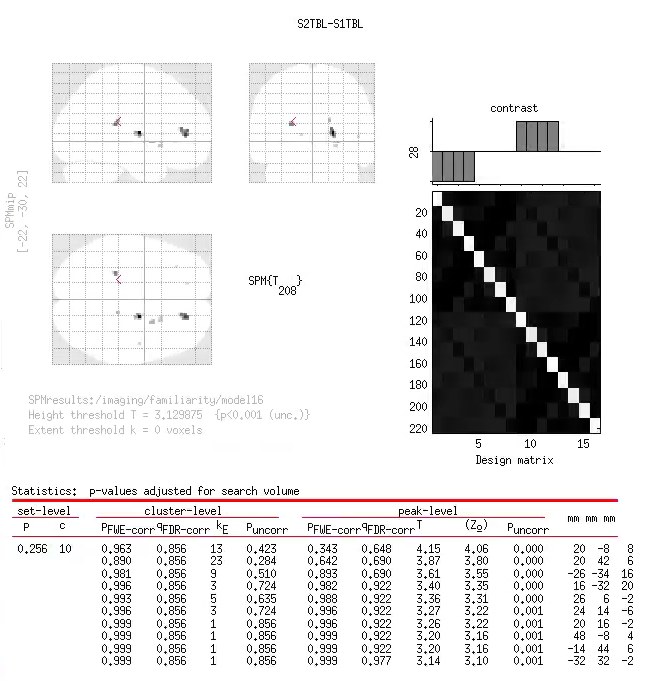 S2TBL-S1TBL
SPMmip
[-22, -30, 22]
contrast
28
SPM{T208}
20
40
60
80
100
120
140
160
180
200
220
5 10 15
Design matrix
SPMresults:/imaging/familiarity/model16
Height threshold T = 3.129875 {p<0.001 (unc.)}
Extent threshold k = 0 voxels
Statistics: p-values adjusted for search volume
set-level cluster-level peak-level
p c pFWE-corr qFDR-corr kE puncorr pFWE-corr qFDR-corr T (Z≡) puncorr mm mm mm
0.256 10 0.963 0.856 13 0.423 0.343 0.648 4.15 4.06 0.000 20 -8 8
0.890 0.856 23 0.284 0.642 0.690 3.87 3.80 0.000 20 42 6
0.981 0.856 9 0.510 0.893 0.690 3.61 3.55 0.000 -26 -34 16
0.996 0.856 3 0.724 0.982 0.922 3.40 3.35 0.000 16 -32 20
0.993 0.856 5 0.635 0.988 0.922 3.36 3.31 0.000 26 6 -2
0.996 0.856 3 0.724 0.996 0.922 3.27 3.22 0.001 24 14 -6
0.999 0.856 1 0.856 0.997 0.922 3.26 3.22 0.001 20 16 -2
0.999 0.856 1 0.856 0.999 0.922 3.20 3.16 0.001 48 -8 4
0.999 0.856 1 0.856 0.999 0.922 3.20 3.16 0.001 -14 44 6
0.999 0.856 1 0.856 0.999 0.977 3.14 3.10 0.001 -32 32 -2